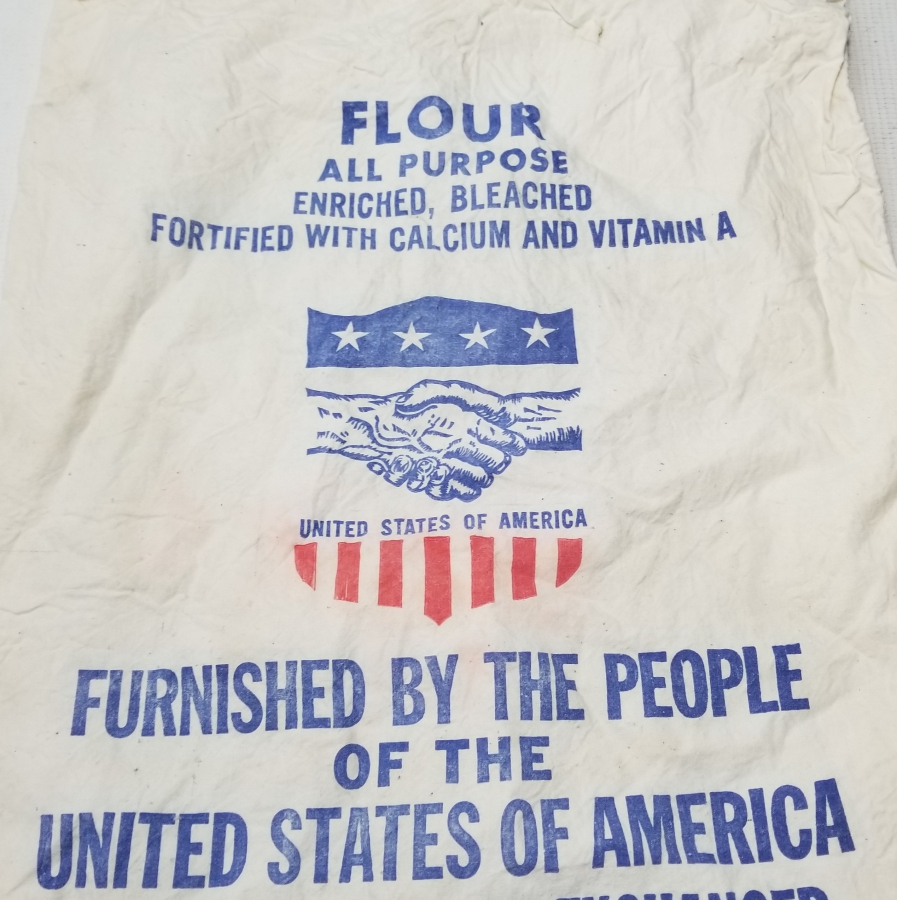 FLOUR
ALL PURPOSE
ENRICHED, BLEACHED
FORTIFIED WITH CALCIUM AND VITAMIN A
UNITED STATES OF AMERICA
FURNISHED BY THE PEOPLE
OF THE
UNITED STATES OF AMERICA